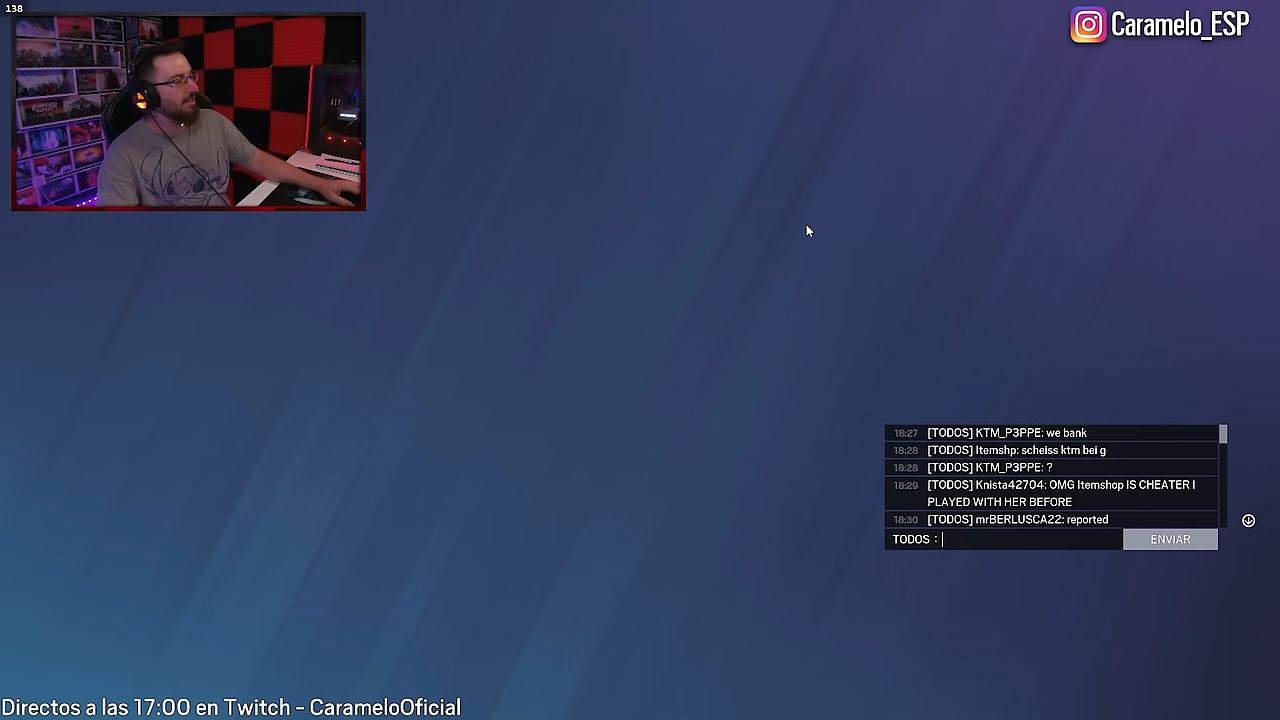 138
Caramelo_ESP
18:27 [TODOS] KTM_P3PPE: we bank
18:28 [TODOS] Itemshp: scheiss ktm bei g
18:28 [TODOS] KTM_P3PPE: ?
18:29 [TODOS] Knista42704: OMG Itemshop IS CHEATER I
PLAYED WITH HER BEFORE
18:30 [TODOS] mrBERLUSCA22: reported
TODOS : ENVIAR
Directos a las 17:00 en Twitch - CarameloOficial